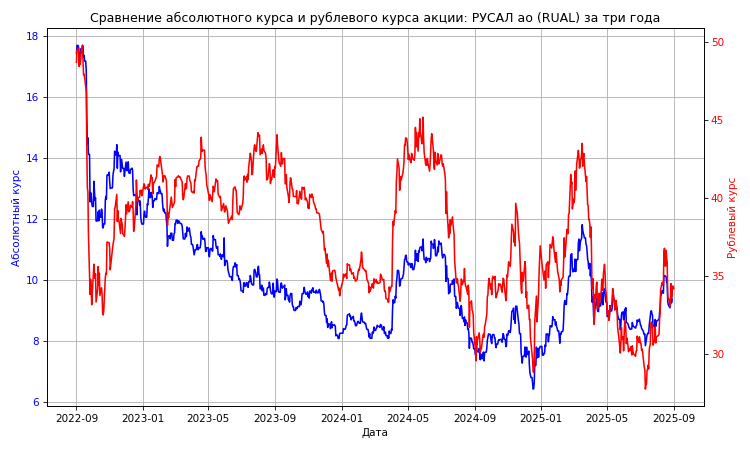 Сравнение абсолютного курса и рублевого курса акции: РУСАЛ ао (RUAL) за три года
18
16
14
12
10
8
6
Абсолютный курс
50
45
40
35
30
Рублевый курс
2022-09 2023-01 2023-05 2023-09 2024-01 2024-05 2024-09 2025-01 2025-05 2025-09
Дата